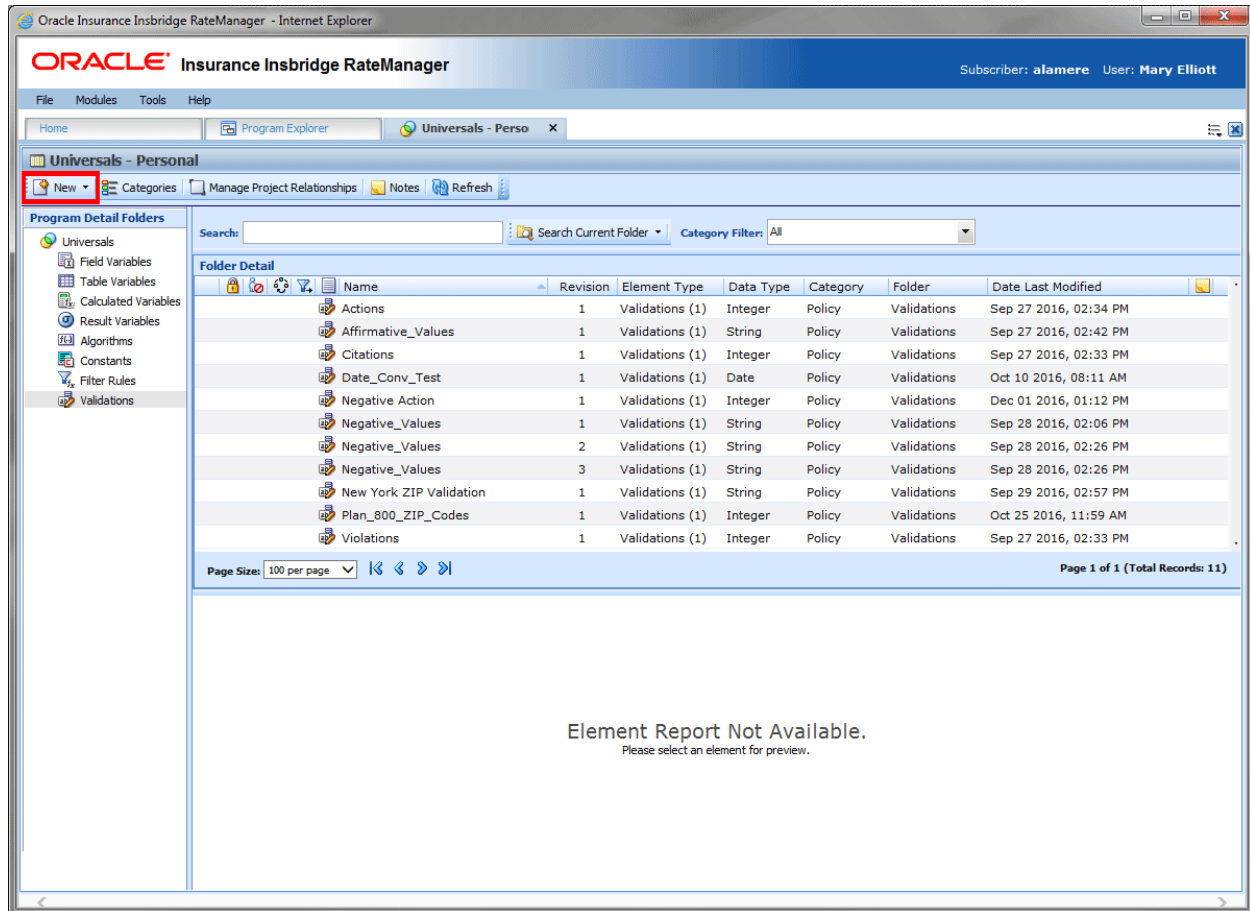 Oracle Insurance Insbridge RateManager - Internet Explorer
ORACLE Insurance Insbridge RateManager
Subscriber: alamere User: Mary Elliott
File Modules Tools Help
Home Program Explorer Universals - Perso
Universals - Personal
New Categories Manage Project Relationships Notes Refresh
Program Detail Folders
Universals
Field Variables
Table Variables
Calculated Variables
Result Variables
Algorithms
Constants
Filter Rules
Validations
Search: Search Current Folder Category Filter: All
Folder Detail
Name Revision Element Type Data Type Category Folder Date Last Modified
Actions 1 Validations (1) Integer Policy Validations Sep 27 2016, 02:34 PM
Affirmative_Values 1 Validations (1) String Policy Validations Sep 27 2016, 02:42 PM
Citations 1 Validations (1) Integer Policy Validations Sep 27 2016, 02:33 PM
Date_Conv_Test 1 Validations (1) Date Policy Validations Oct 10 2016, 08:11 AM
Negative Action 1 Validations (1) Integer Policy Validations Dec 01 2016, 01:12 PM
Negative_Values 1 Validations (1) String Policy Validations Sep 28 2016, 02:06 PM
Negative_Values 2 Validations (1) String Policy Validations Sep 28 2016, 02:26 PM
Negative_Values 3 Validations (1) String Policy Validations Sep 28 2016, 02:26 PM
New York ZIP Validation 1 Validations (1) String Policy Validations Sep 29 2016, 02:57 PM
Plan_800_ZIP_Codes 1 Validations (1) Integer Policy Validations Oct 25 2016, 11:59 AM
Violations 1 Validations (1) Integer Policy Validations Sep 27 2016, 02:33 PM
Page Size: 100 per page Page 1 of 1 (Total Records: 11)
Element Report Not Available.
Please select an element for preview.